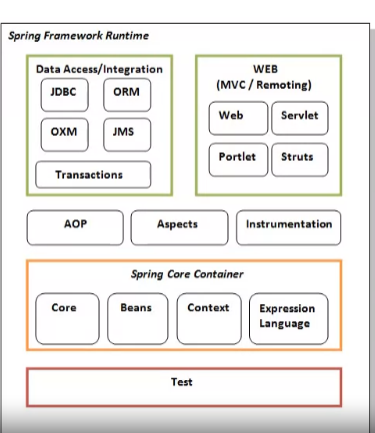 Spring Framework Runtime
Data Access/Integration
JDBC
ORM
OXM
JMS
Transactions
WEB
(MVC / Remoting)
Web
Servlet
Portlet
Struts
AOP
Aspects
Instrumentation
Spring Core Container
Core
Beans
Context
Expression
Language
Test